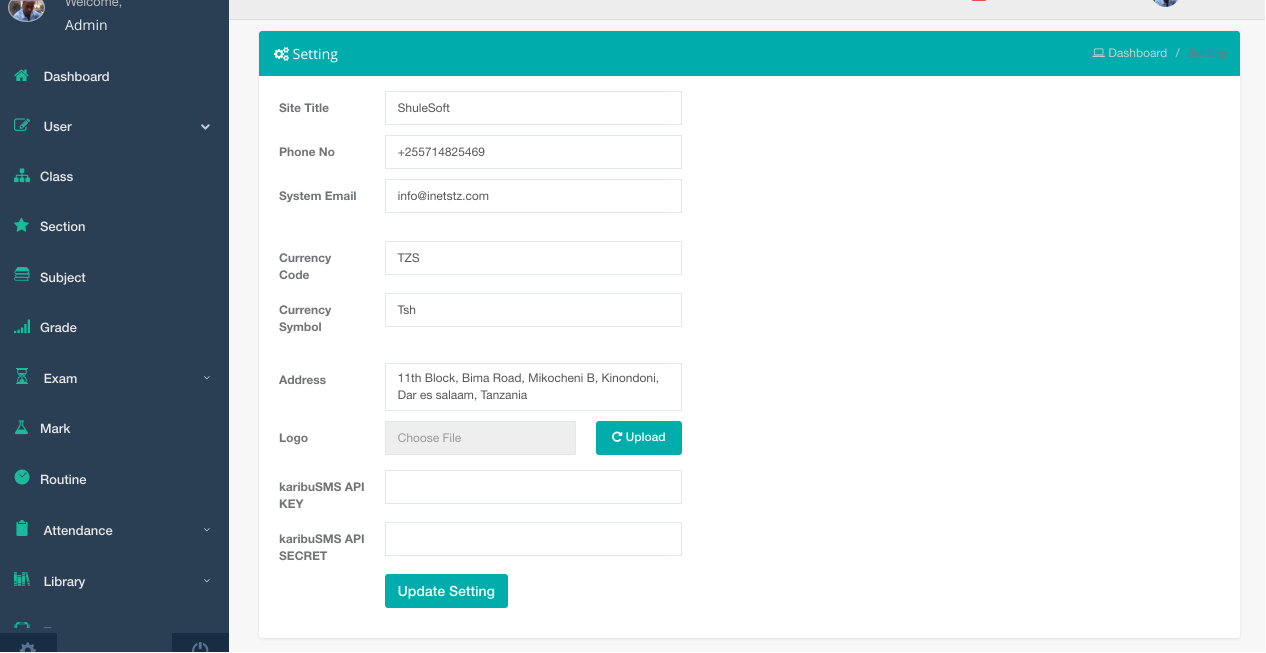 Welcome,
Admin
Dashboard
User
Class
Section
Subject
Grade
Exam
Mark
Routine
Attendance
Library
Setting
Dashboard / Setting
Site Title
ShuleSoft
Phone No
+255714825469
System Email
info@inetstz.com
Currency
Code
TZS
Currency
Symbol
Tsh
Address
11th Block, Bima Road, Mikocheni B, Kinondoni,
Dar es salaam, Tanzania
Logo
Choose File
Upload
karibuSMS API
KEY
karibuSMS API
SECRET
Update Setting